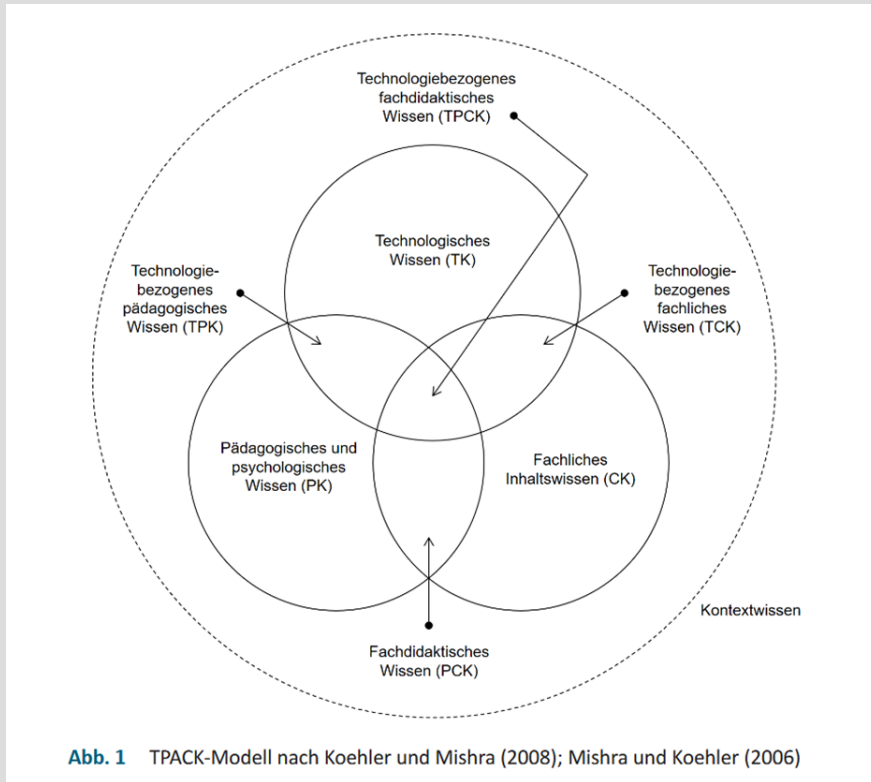 Technologiebezogenes
fachdidaktisches
Wissen (TPCK)
Technologisches
Wissen (TK)
Technologie-
bezogenes
pädagogisches
Wissen (TPK)
Technologie-
bezogenes
fachliches
Wissen (TCK)
Pädagogisches und
psychologisches
Wissen (PK)
Fachliches
Inhaltswissen (CK)
Kontextwissen
Fachdidaktisches
Wissen (PCK)
Abb. 1 TPACK-Modell nach Koehler und Mishra (2008); Mishra und Koehler (2006)